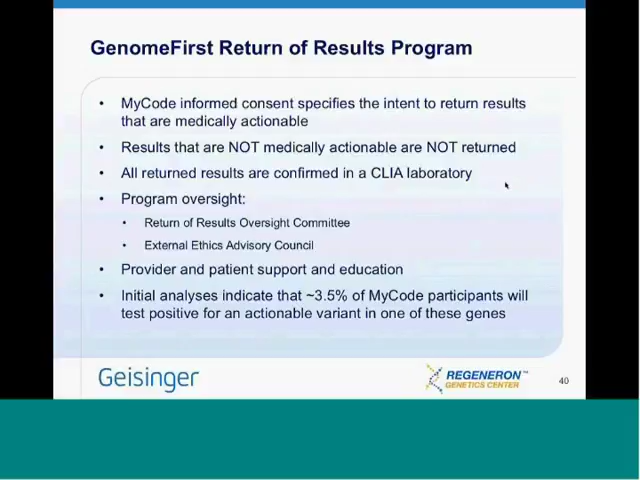 GenomeFirst Return of Results Program
• MyCode informed consent specifies the intent to return results
that are medically actionable
• Results that are NOT medically actionable are NOT returned
• All returned results are confirmed in a CLIA laboratory
• Program oversight:
• Return of Results Oversight Committee
• External Ethics Advisory Council
• Provider and patient support and education
• Initial analyses indicate that ~3.5% of MyCode participants will
test positive for an actionable variant in one of these genes
Geisinger
REGENERON™
GENETICS CENTER
40